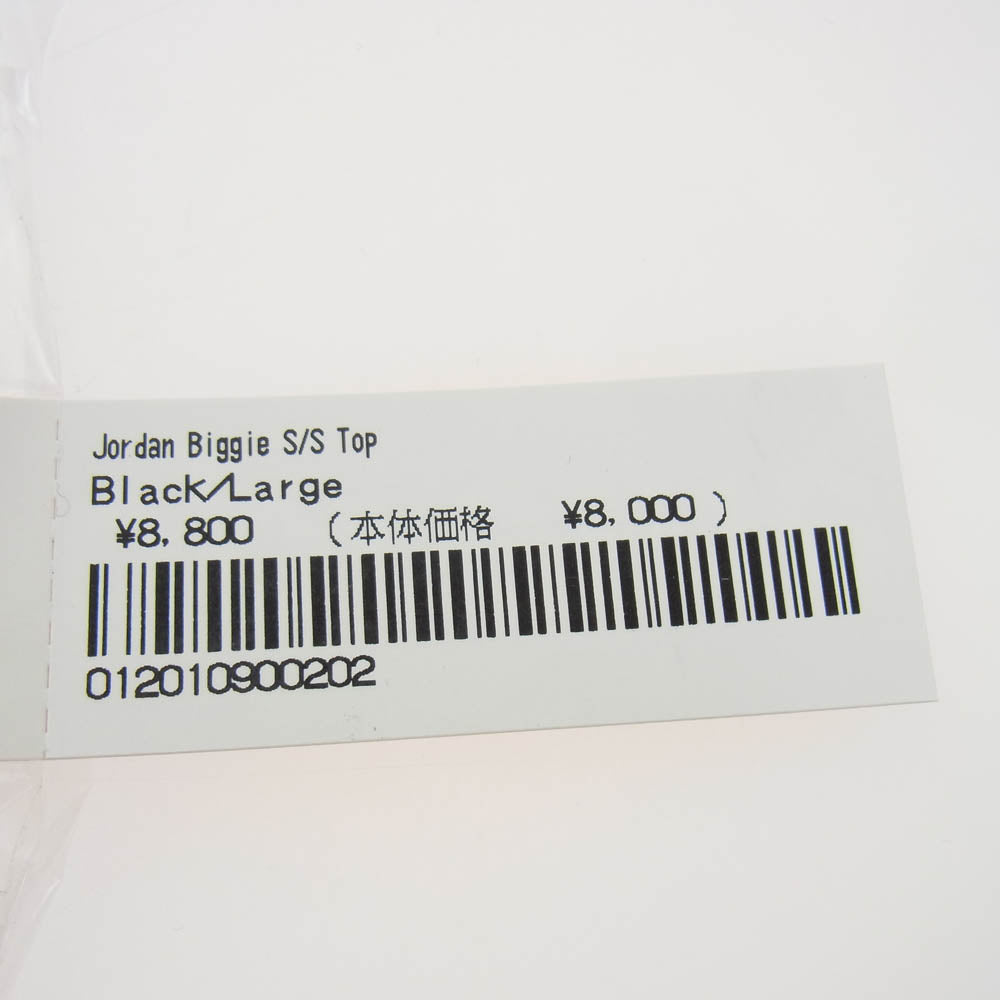 Jordan Biggie S/S Top
Black/Large
¥8,800 (本体価格 ¥8,000)
012010900202